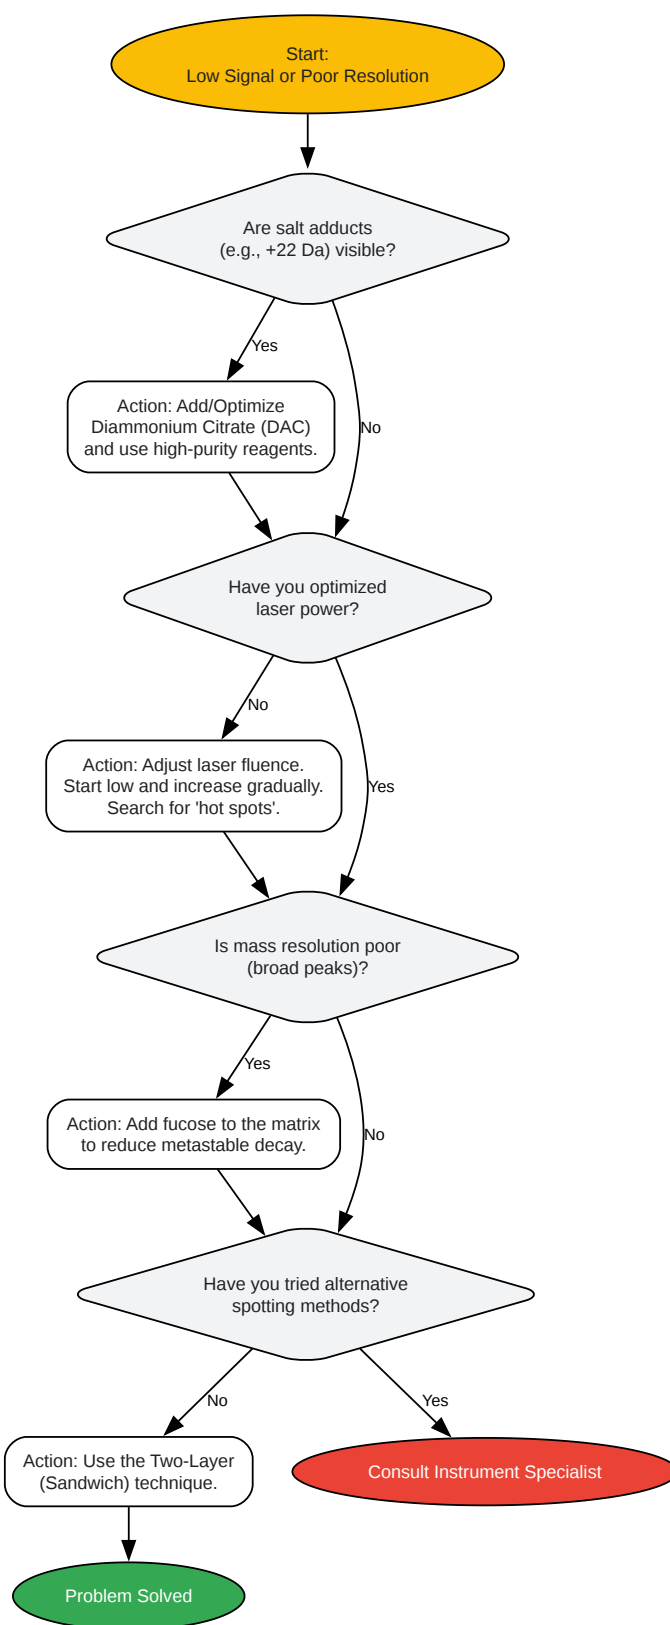 Start:
Low Signal or Poor Resolution
Are salt adducts
(e.g., +22 Da) visible?
Yes
Action: Add/Optimize
Diammonium Citrate (DAC)
and use high-purity reagents.
No
Have you optimized
laser power?
No
Action: Adjust laser fluence.
Start low and increase gradually.
Search for 'hot spots'.
Yes
Is mass resolution poor
(broad peaks)?
Yes
Action: Add fucose to the matrix
to reduce metastable decay.
No
Have you tried alternative
spotting methods?
No
Yes
Action: Use the Two-Layer
(Sandwich) technique.
Consult Instrument Specialist
Problem Solved